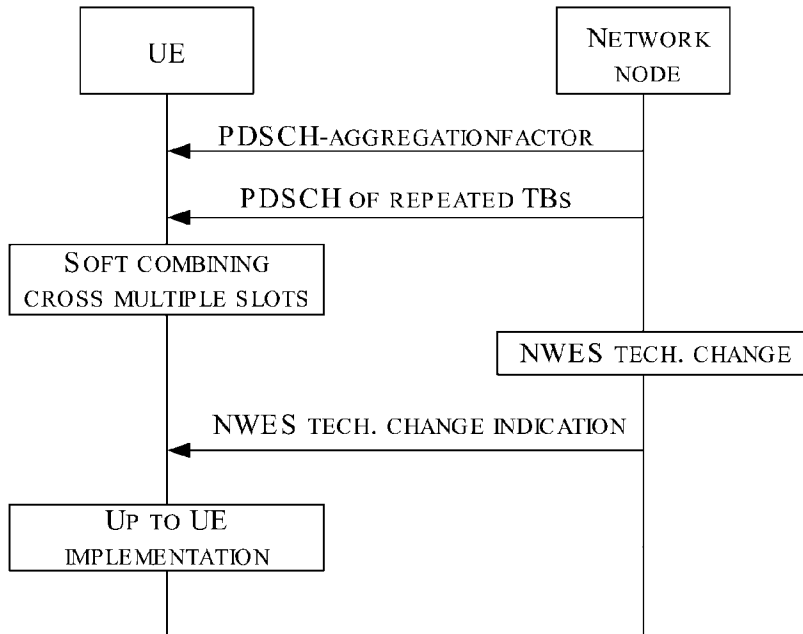 UE
NETWORK
NODE
PDSCH-AGGREGATIONFACTOR
PDSCH OF REPEATED TBS
SOFT COMBINING
CROSS MULTIPLE SLOTS
NWES TECH. CHANGE
NWES TECH. CHANGE INDICATION
UP TO UE
IMPLEMENTATION